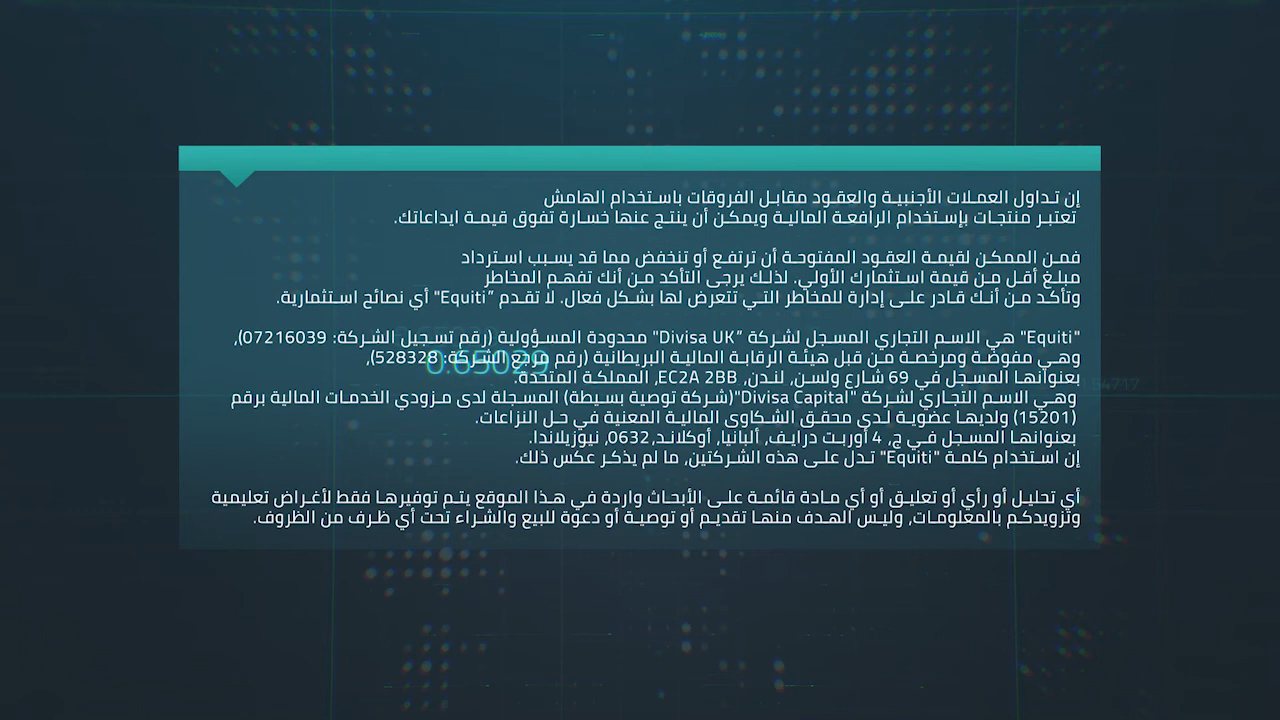 إن تداول العملات الأجنبية والعقود مقابل الفروقات باستخدام الهامش
تعتبر منتجات بإستخدام الرافعة المالية ويمكن أن ينتج عنها خسارة تفوق قيمة ايداعاتك.
فمن الممكن لقيمة العقود المفتوحة أن ترتفع أو تنخفض مما قد يسبب استرداد
مبلغ أقل من قيمة استثمارك الأولي. لذلك يرجى التأكد من أنك تفهم المخاطر
وتأكد من أنك قادر على إدارة للمخاطر التي تتعرض لها بشكل فعال. لا تقدم "Equiti" أي نصائح استثمارية.
"Equiti" هي الاسم التجاري المسجل لشركة "Divisa UK" محدودة المسؤولية (رقم تسجيل الشركة: 07216039)،
وهي مفوضة ومرخصة من قبل هيئة الرقابة المالية البريطانية (رقم مرجع الشركة: 528328)،
0.65029
بعنوانها المسجل في 69 شارع ولسن، لندن، EC2A 2BB، المملكة المتحدة.
وهي الاسم التجاري لشركة "Divisa Capital"(شركة توصية بسيطة) المسجلة لدى مزودي الخدمات المالية برقم
(15201) ولديها عضوية لدى محقق الشكاوى المالية المعنية في حل النزاعات.
بعنوانها المسجل في ج، 4 أوربت درايف، ألبانيا، أوكلاند،0632، نيوزيلاندا.
إن استخدام كلمة "Equiti" تدل على هذه الشركتين، ما لم يذكر عكس ذلك.
أي تحليل أو رأي أو تعليق أو أي مادة قائمة على الأبحاث واردة في هذا الموقع يتم توفيرها فقط لأغراض تعليمية
وتزويدكم بالمعلومات، وليس الهدف منها تقديم أو توصية أو دعوة للبيع والشراء تحت أي ظرف من الظروف.